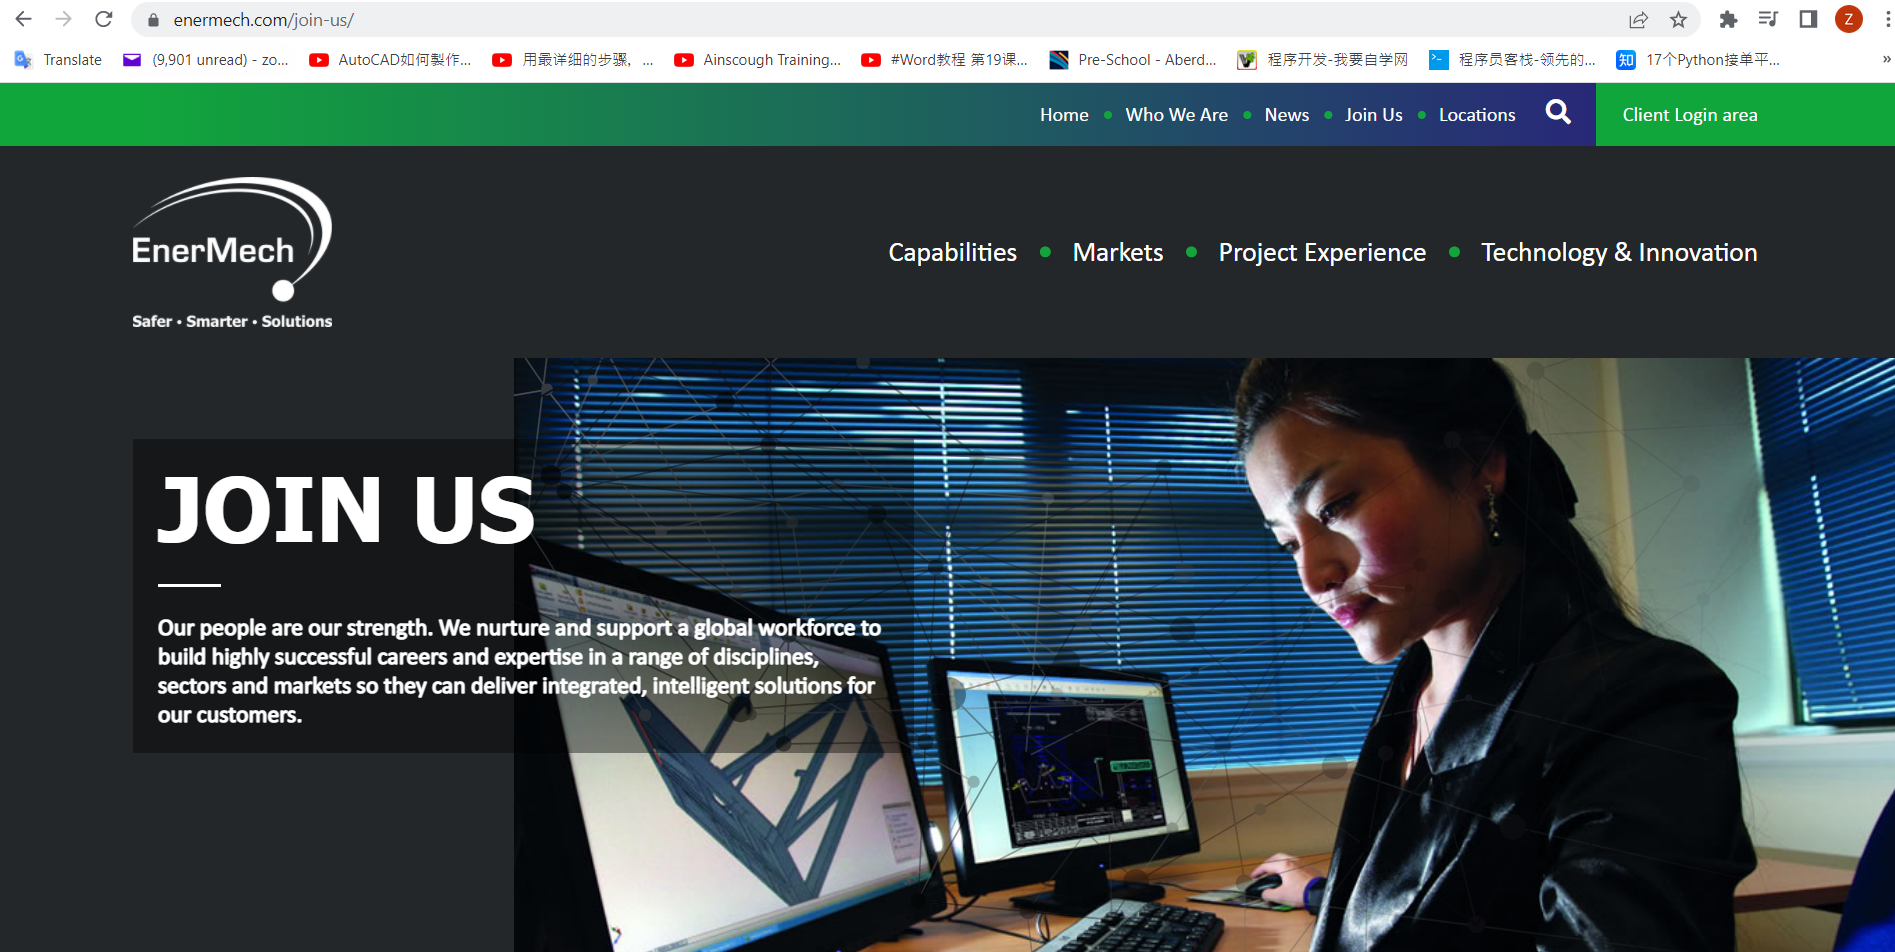 enermech.com/join-us/
Translate
(9,901 unread) - zo...
AutoCAD如何製作...
用最详细的步骤，...
Ainscough Training...
#Word教程 第19课...
Pre-School - Aberd...
程序开发-我要自学网
程序员客栈-领先的...
知
17个Python接单平...
Z
Home
Who We Are
News
Join Us
Locations
Client Login area
EnerMech
Safer • Smarter • Solutions
Capabilities
Markets
Project Experience
Technology & Innovation
JOIN US
Our people are our strength. We nurture and support a global workforce to
build highly successful careers and expertise in a range of disciplines,
sectors and markets so they can deliver integrated, intelligent solutions for
our customers.